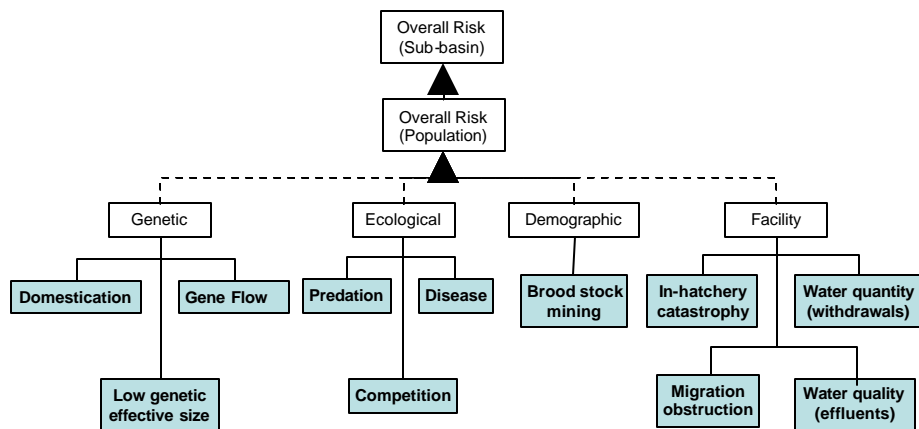 Overall Risk
(Sub-basin)
Overall Risk
(Population)
Genetic
Ecological
Demographic
Facility
Domestication
Gene Flow
Predation
Disease
Brood stock
mining
In-hatchery
catastrophy
Water quantity
(withdrawals)
Low genetic
effective size
Competition
Migration
obstruction
Water quality
(effluents)